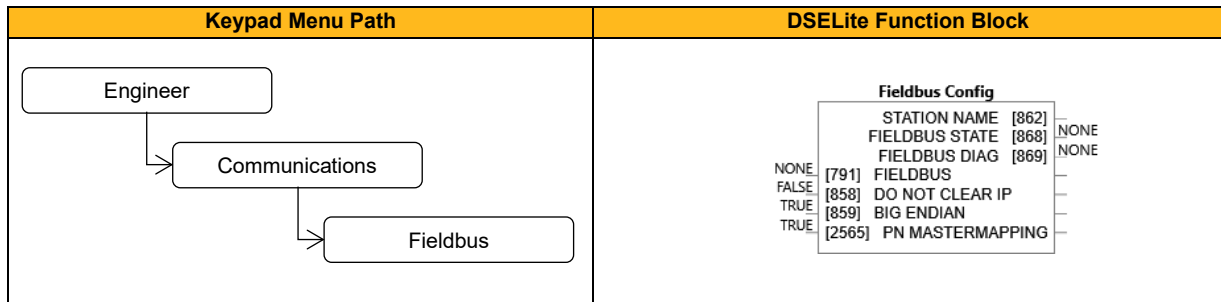 Keypad Menu Path
DSELite Function Block
Engineer
Communications
Fieldbus
Fieldbus Config
STATION NAME [862]
FIELDBUS STATE [868] NONE
FIELDBUS DIAG [869] NONE
NONE [791] FIELDBUS
FALSE [858] DO NOT CLEAR IP
TRUE [859] BIG ENDIAN
TRUE [2565] PN MASTERMAPPING